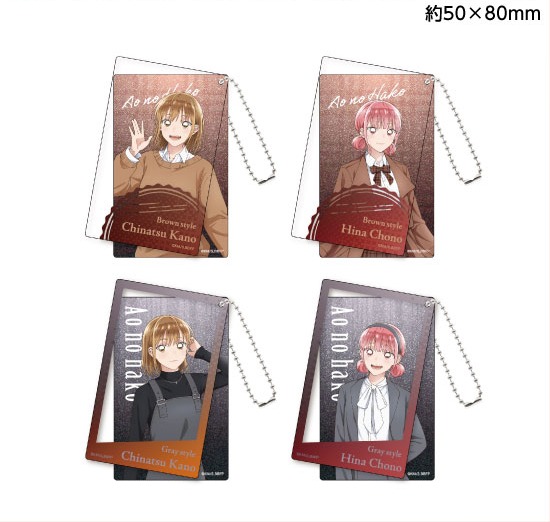 約50×80mm
Ao no Hako
Brown style
Chinatsu Kano
Ao no Hako
Brown style
Hina Chono
Ao no hako
Gray style
Chinatsu Kano
Ao no hako
Gray style
Hina Chono